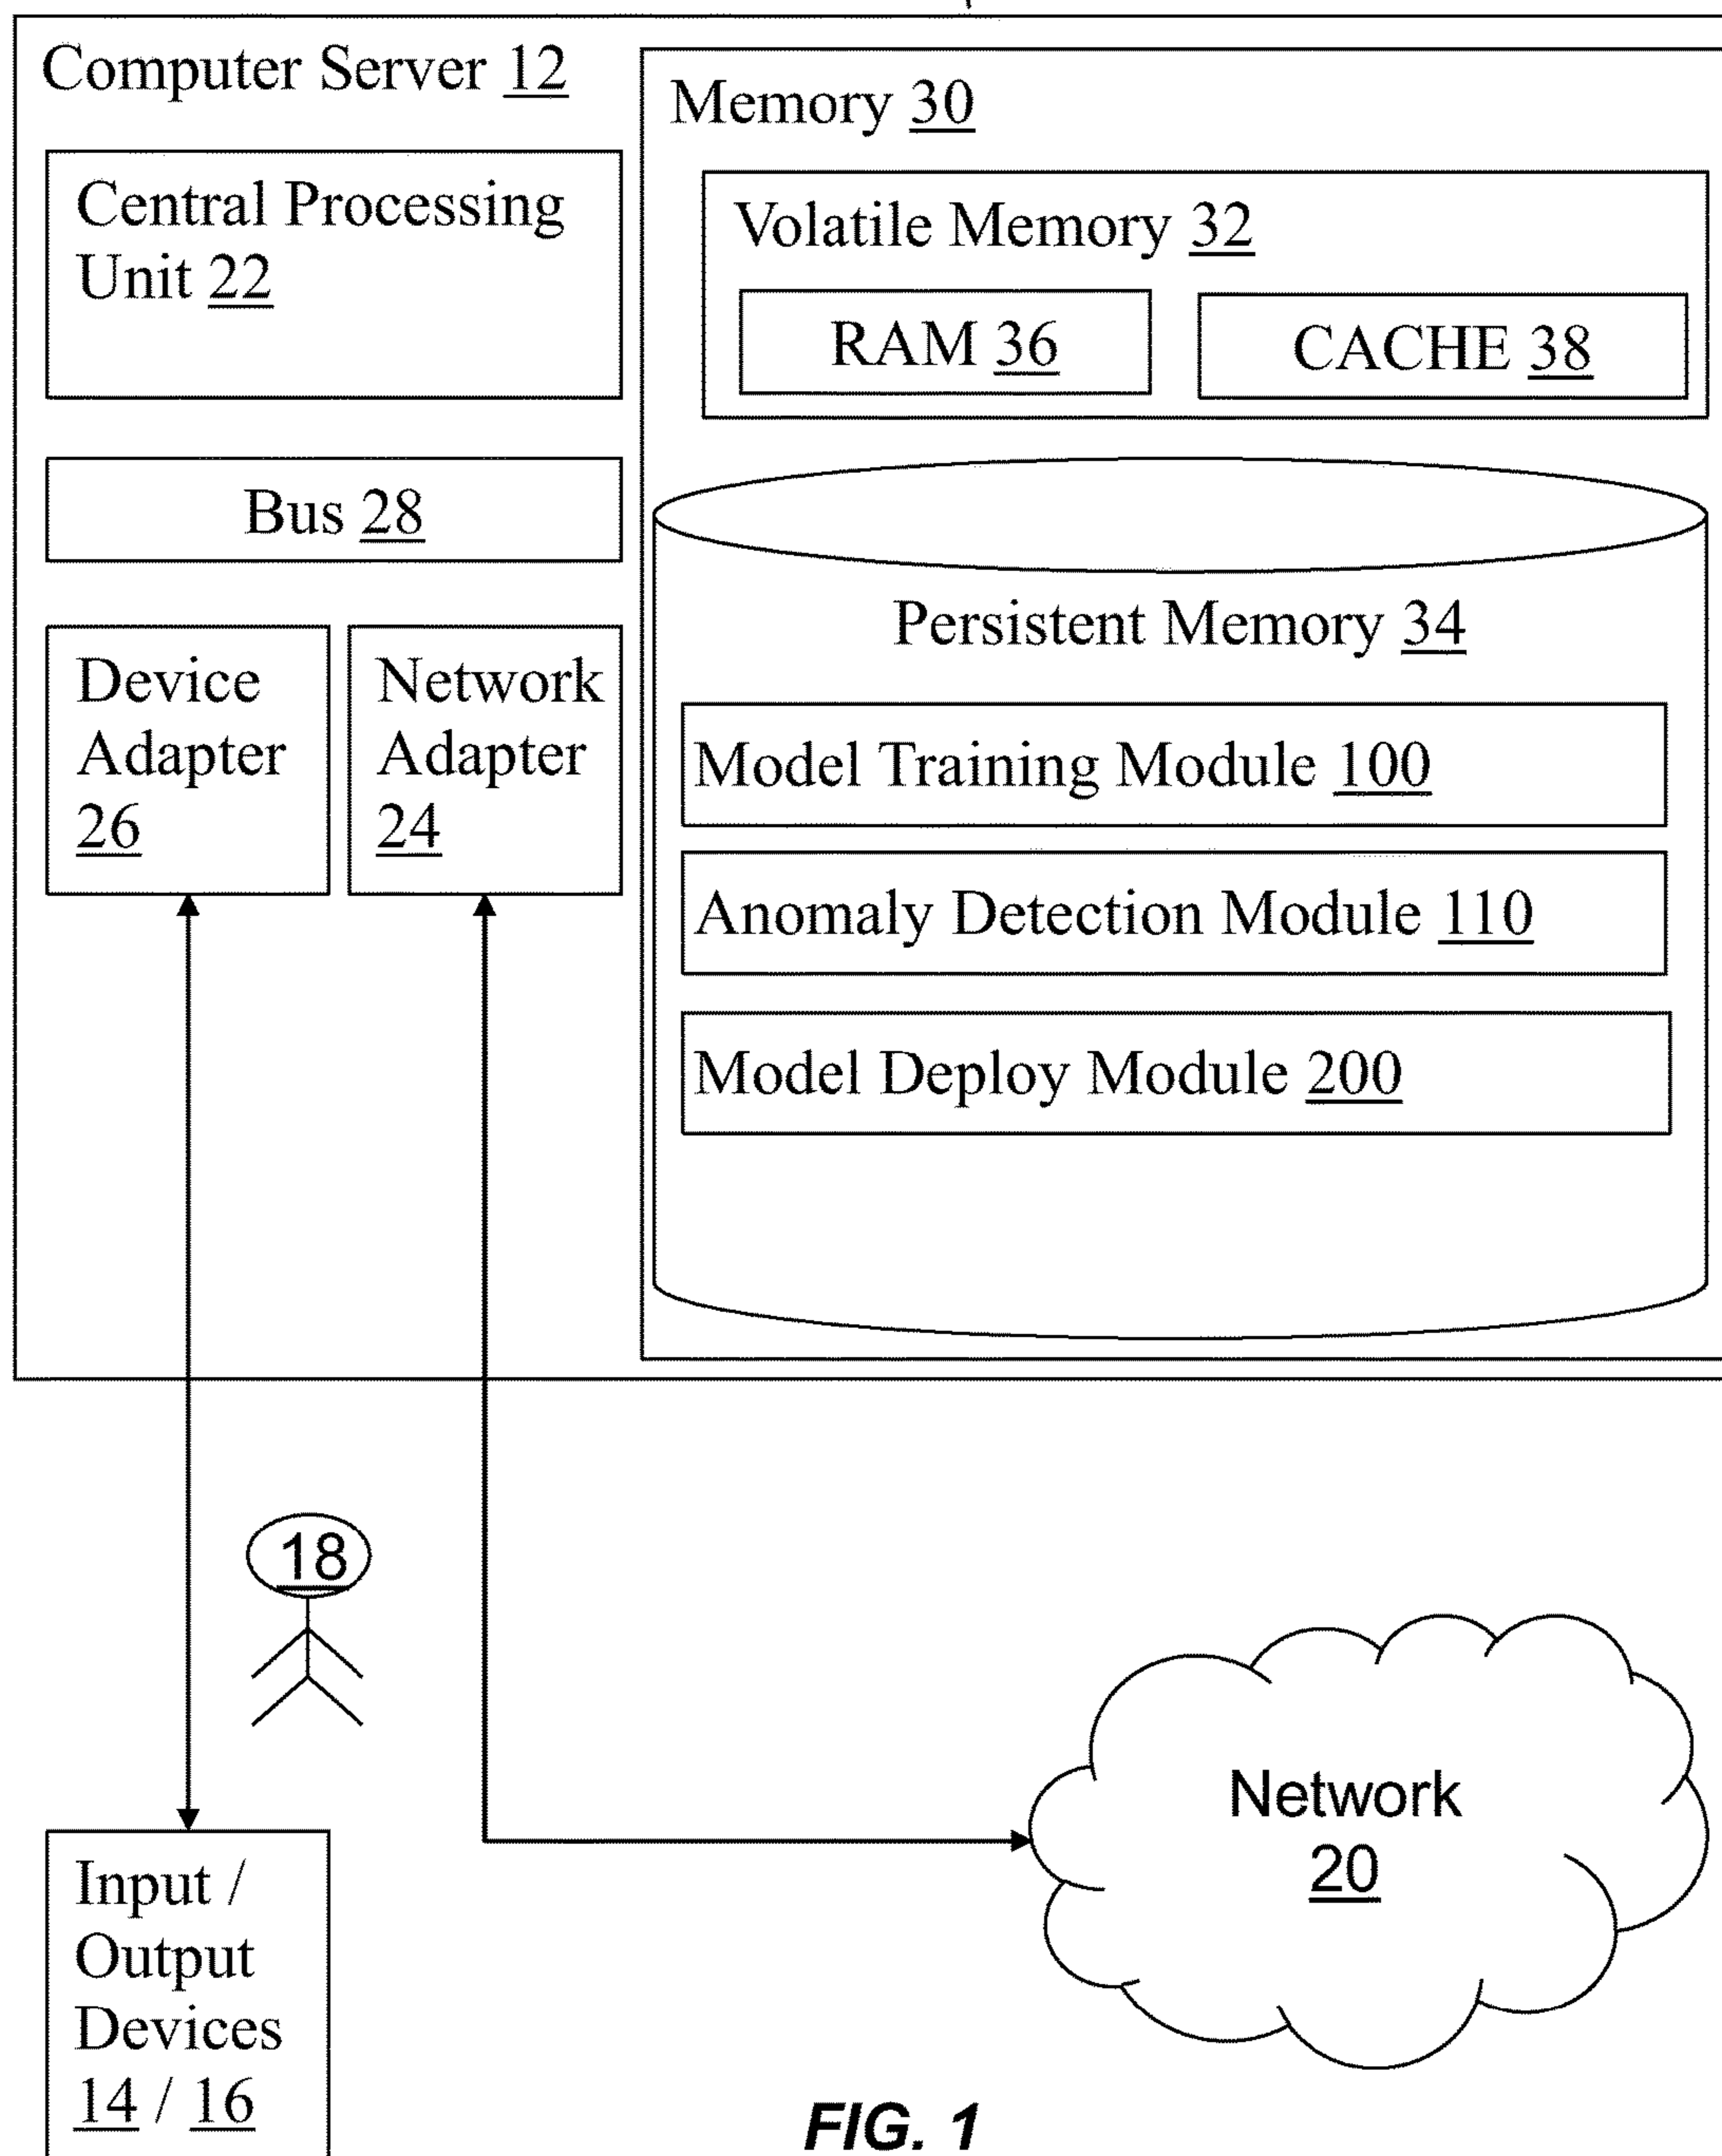 Computer Server 12
Central Processing
Unit 22
Bus 28
Device
Adapter
26
Network
Adapter
24
Memory 30
Volatile Memory 32
RAM 36
CACHE 38
Persistent Memory 34
Model Training Module 100
Anomaly Detection Module 110
Model Deploy Module 200
18
Input /
Output
Devices
14 / 16
Network
20
FIG. 1